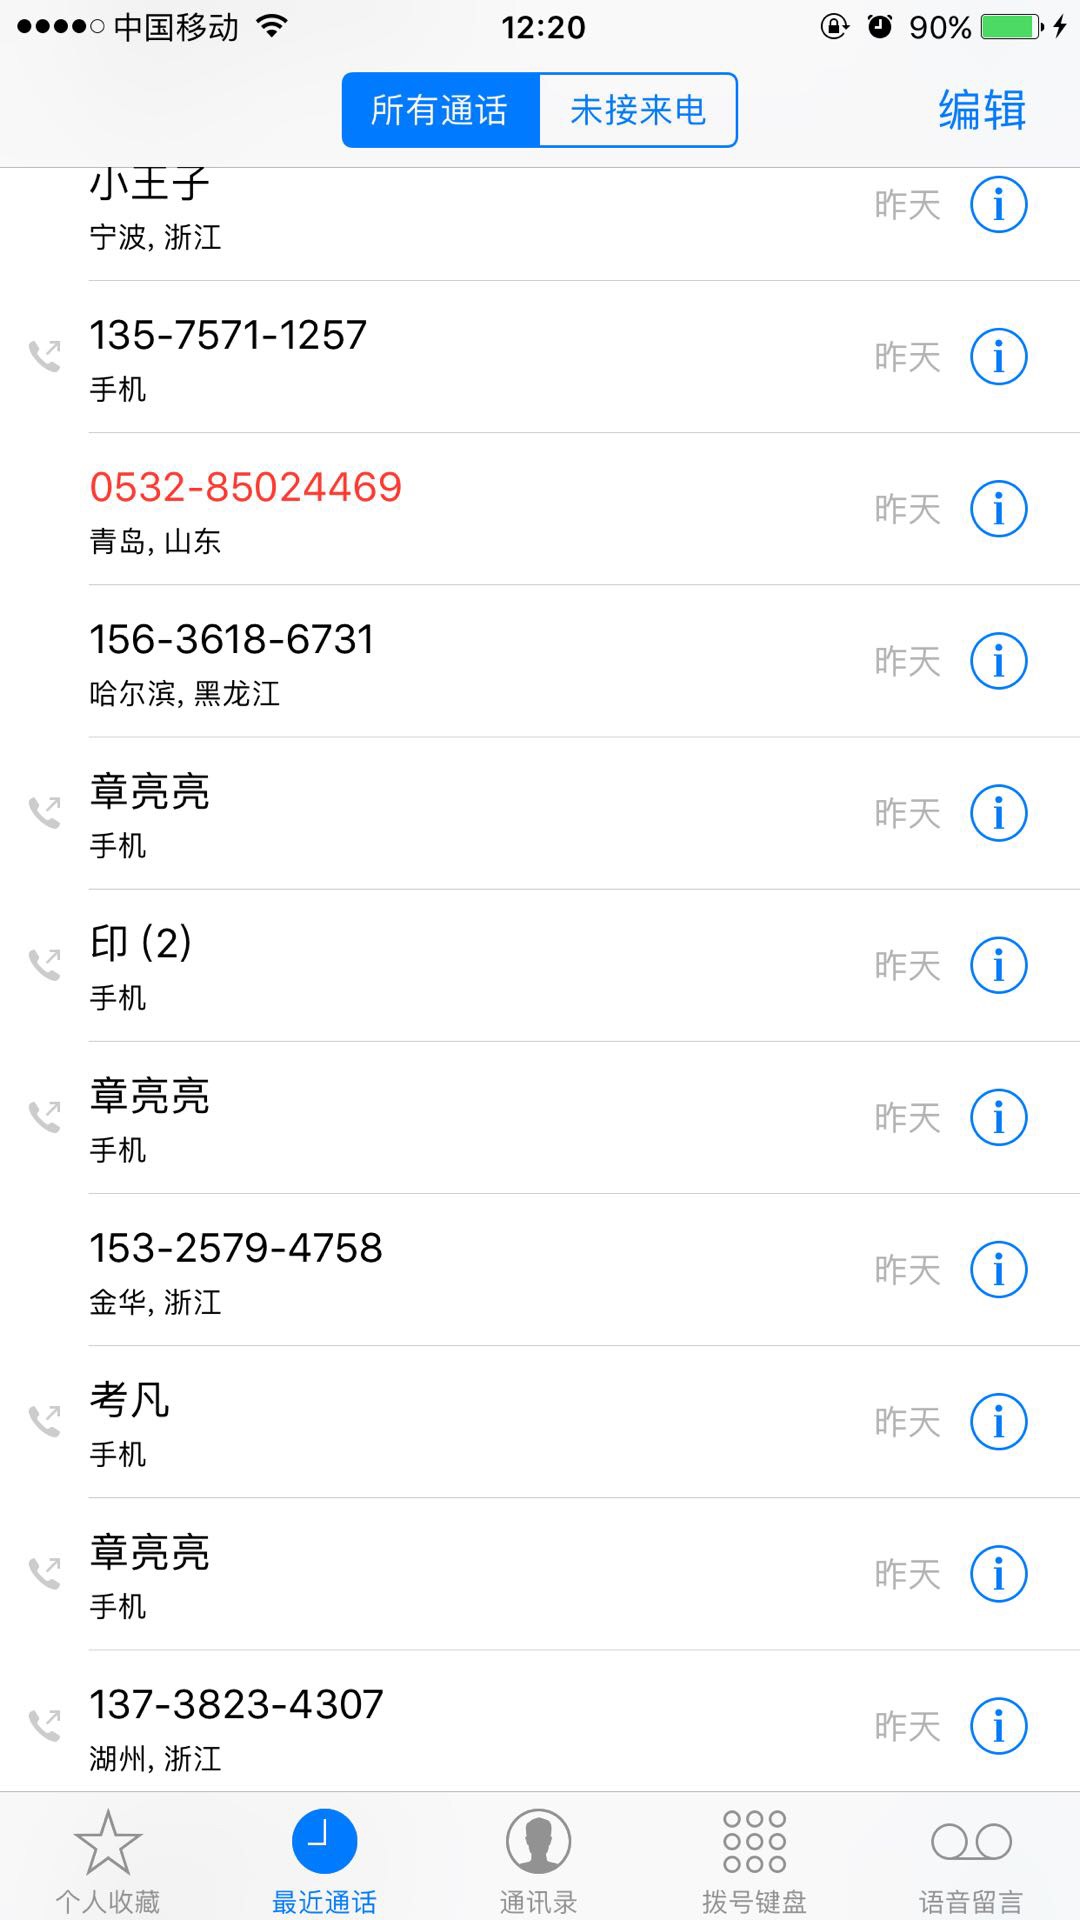 中国移动 12:20 90%
所有通话 未接来电 编辑
小王子 昨天
宁波, 浙江
135-7571-1257 昨天
手机
0532-85024469 昨天
青岛, 山东
156-3618-6731 昨天
哈尔滨, 黑龙江
章亮亮 昨天
手机
印 (2) 昨天
手机
章亮亮 昨天
手机
153-2579-4758 昨天
金华, 浙江
考凡 昨天
手机
章亮亮 昨天
手机
137-3823-4307 昨天
湖州, 浙江
个人收藏 最近通话 通讯录 拨号键盘 语音留言